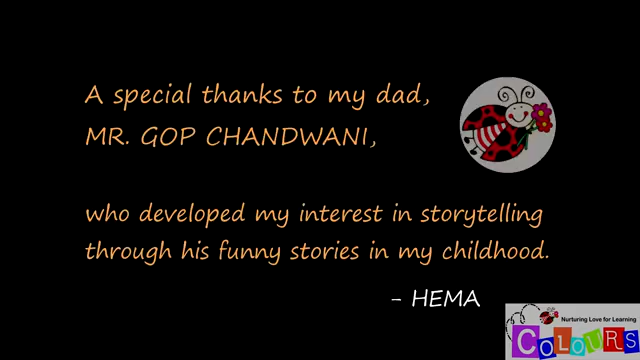 A special thanks to my dad,
MR. GOP CHANDWANI,
who developed my interest in storytelling
through his funny stories in my childhood.
- HEMA
Nurturing Love for Learning
COLOURS